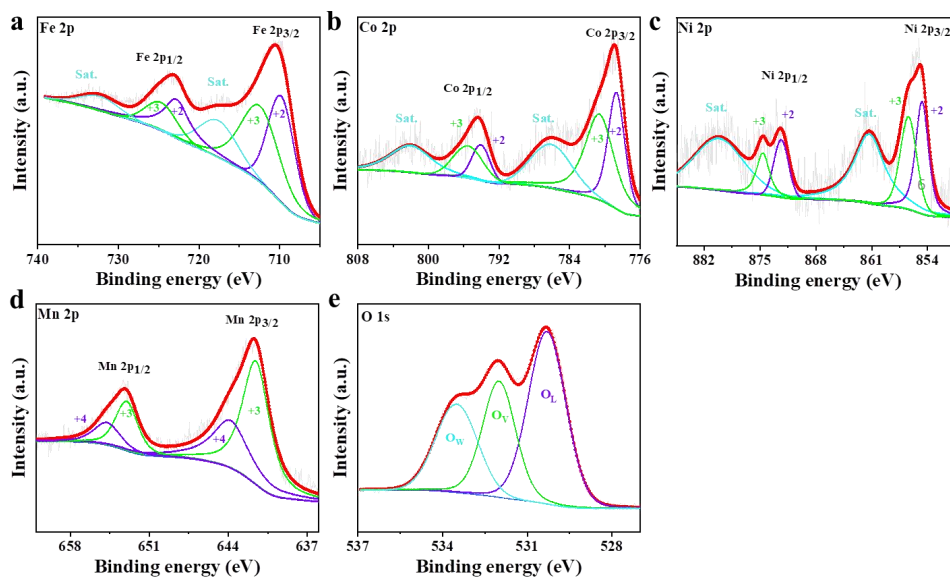 a
Fe 2p
Fe 2p3/2
Fe 2p1/2
Sat.
Sat.
+3
+2
+3
+2
Intensity (a.u.)
740 730 720 710
Binding energy (eV)
b
Co 2p
Co 2p3/2
Co 2p1/2
Sat.
Sat.
+3
+2
+3
+2
Intensity (a.u.)
808 800 792 784 776
Binding energy (eV)
c
Ni 2p
Ni 2p3/2
Ni 2p1/2
Sat.
Sat.
+3
+2
+3
+2
6
Intensity (a.u.)
882 875 868 861 854
Binding energy (eV)
d
Mn 2p
Mn 2p3/2
Mn 2p1/2
+4
+3
+4
+3
Intensity (a.u.)
658 651 644 637
Binding energy (eV)
e
O 1s
OW
OV
OL
Intensity (a.u.)
537 534 531 528
Binding energy (eV)